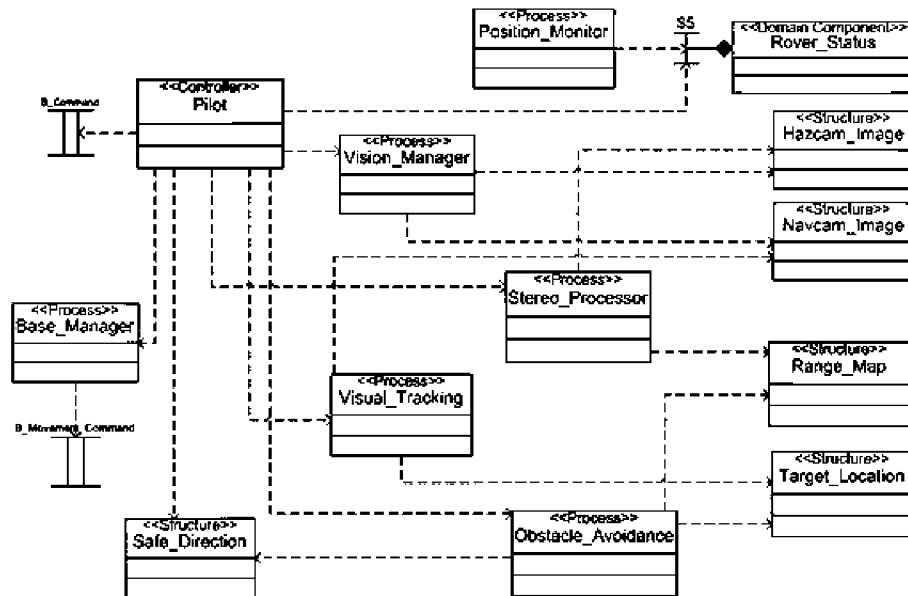 <<Process>>
Position_Monitor
S5
<<Domain Component>>
Rover_Status
<<Controller>>
Pilot
B_Command
<<Process>>
Vision_Manager
<<Structure>>
Hazcam_Image
<<Structure>>
Navcam_Image
<<Process>>
Stereo_Processor
<<Process>>
Base_Manager
<<Structure>>
Range_Map
<<Process>>
Visual_Tracking
B_Movement_Command
<<Structure>>
Target_Location
<<Structure>>
Safe_Direction
<<Process>>
Obstacle_Avoidance